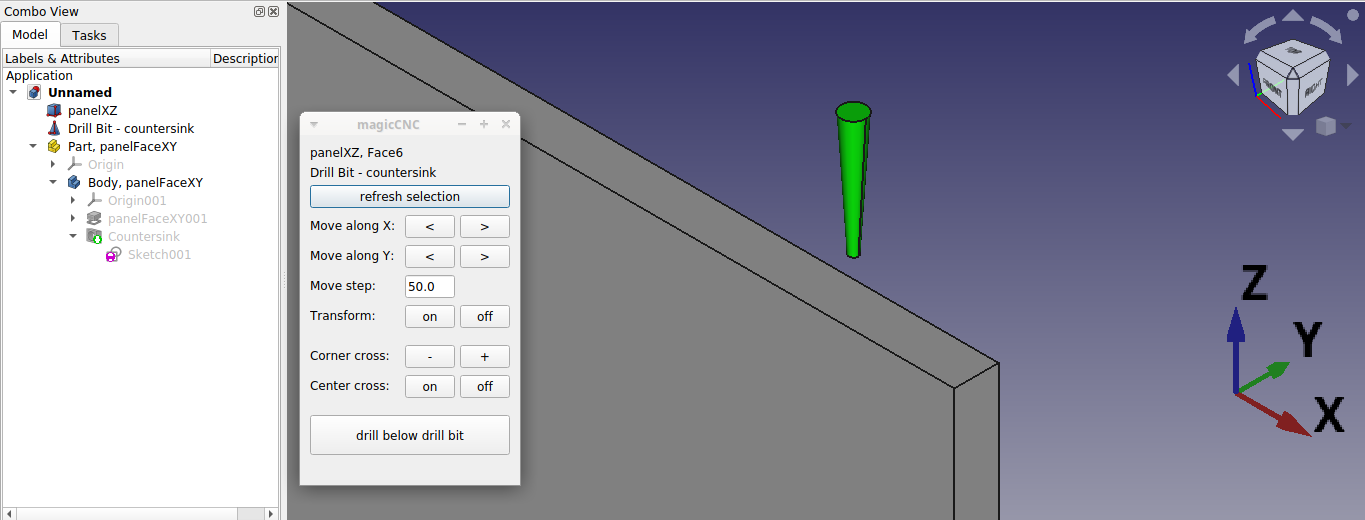 Combo View
Model Tasks
Labels & Attributes Description
Application
Unnamed
panelXZ
Drill Bit - countersink
Part, panelFaceXY
Origin
Body, panelFaceXY
Origin001
panelFaceXY001
Countersink
Sketch001
magicCNC
panelXZ, Face6
Drill Bit - countersink
refresh selection
Move along X: < >
Move along Y: < >
Move step: 50.0
Transform: on off
Corner cross: - +
Center cross: on off
drill below drill bit
FRONT RIGHT
Z
Y
X